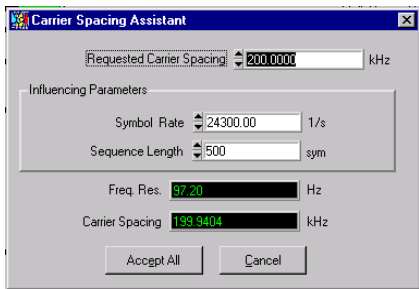 Carrier Spacing Assistant
Requested Carrier Spacing 200.0000 kHz
Influencing Parameters
Symbol Rate 24300.00 1/s
Sequence Length 500 sym
Freq. Res. 97.20 Hz
Carrier Spacing 199.9404 kHz
Accept All Cancel